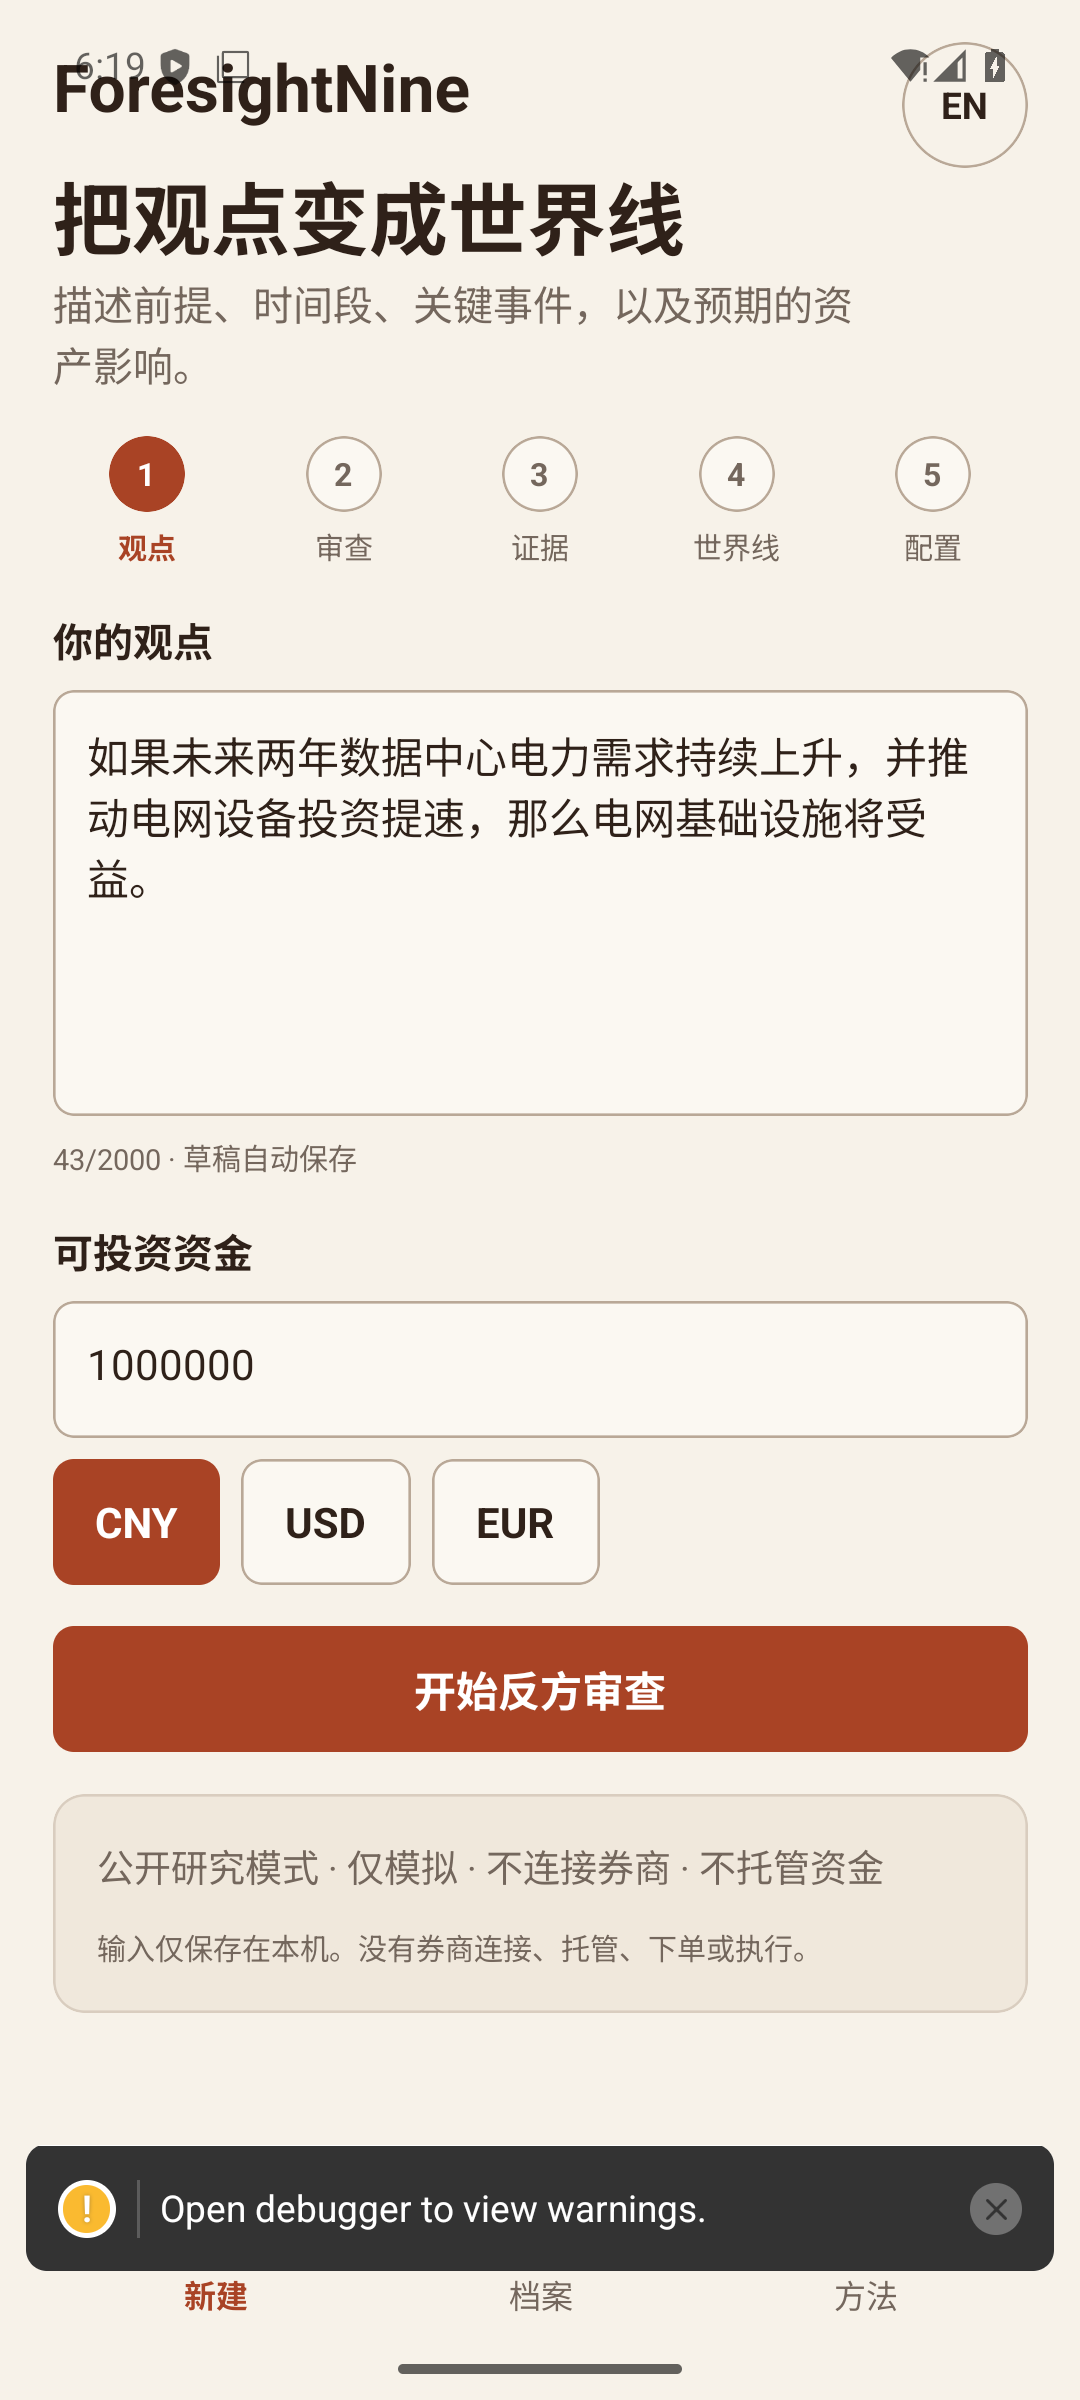 6:19
ForesightNine
EN
把观点变成世界线
描述前提、时间段、关键事件，以及预期的资
产影响。
1
2
3
4
5
观点
审查
证据
世界线
配置
你的观点
如果未来两年数据中心电力需求持续上升，并推
动电网设备投资提速，那么电网基础设施将受
益。
43/2000 · 草稿自动保存
可投资资金
1000000
CNY
USD
EUR
开始反方审查
公开研究模式 · 仅模拟 · 不连接券商 · 不托管资金
输入仅保存在本机。没有券商连接、托管、下单或执行。
Open debugger to view warnings.
新建
档案
方法